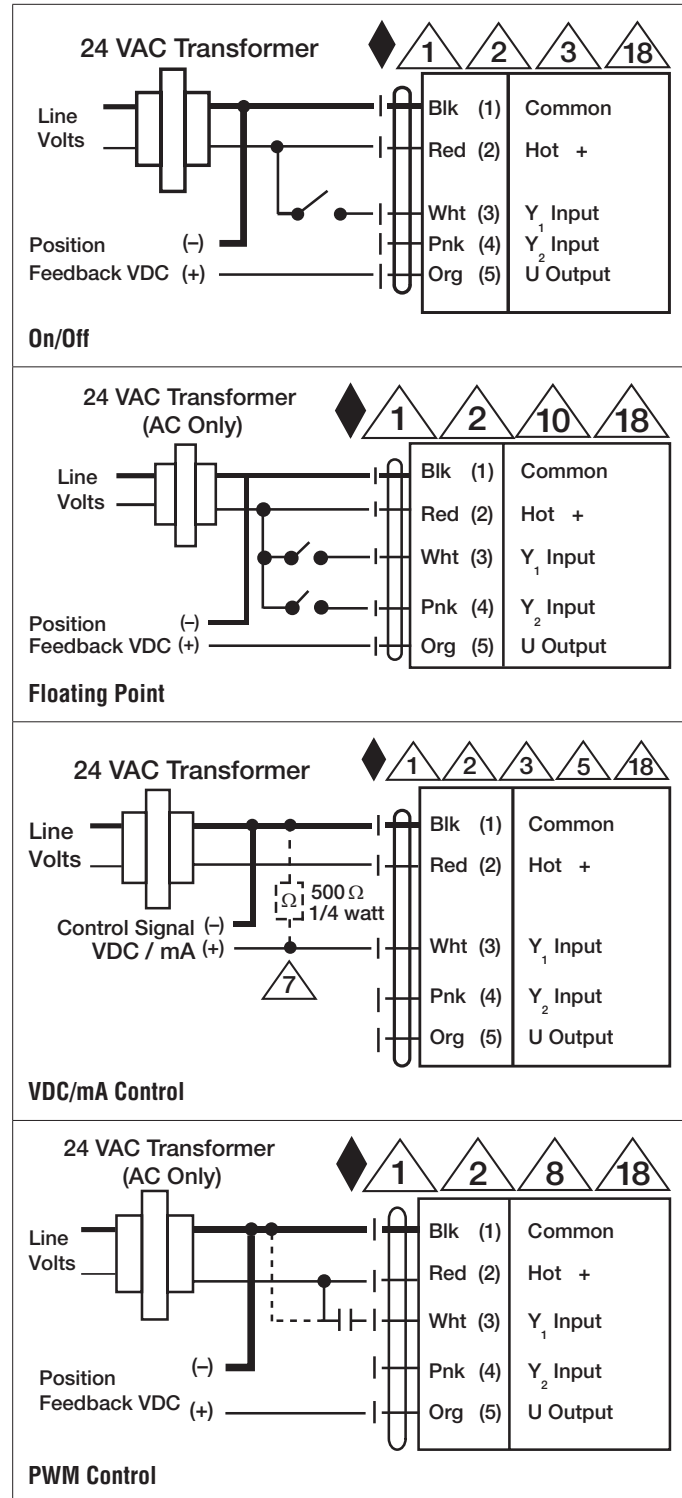 24 VAC Transformer
1 2 3 18
Line
Volts
Blk (1) Common
Red (2) Hot +
Wht (3) Y1 Input
Pnk (4) Y2 Input
Org (5) U Output
Position (–)
Feedback VDC (+)
On/Off
24 VAC Transformer
(AC Only)
1 2 10 18
Line
Volts
Blk (1) Common
Red (2) Hot +
Wht (3) Y1 Input
Pnk (4) Y2 Input
Org (5) U Output
Position (–)
Feedback VDC (+)
Floating Point
24 VAC Transformer
1 2 3 5 18
Line
Volts
Blk (1) Common
Red (2) Hot +
Ω 500 Ω
1/4 watt
Control Signal (–)
VDC / mA (+)
7
Wht (3) Y1 Input
Pnk (4) Y2 Input
Org (5) U Output
VDC/mA Control
24 VAC Transformer
(AC Only)
1 2 8 18
Line
Volts
Blk (1) Common
Red (2) Hot +
Wht (3) Y1 Input
Pnk (4) Y2 Input
Org (5) U Output
Position (–)
Feedback VDC (+)
PWM Control